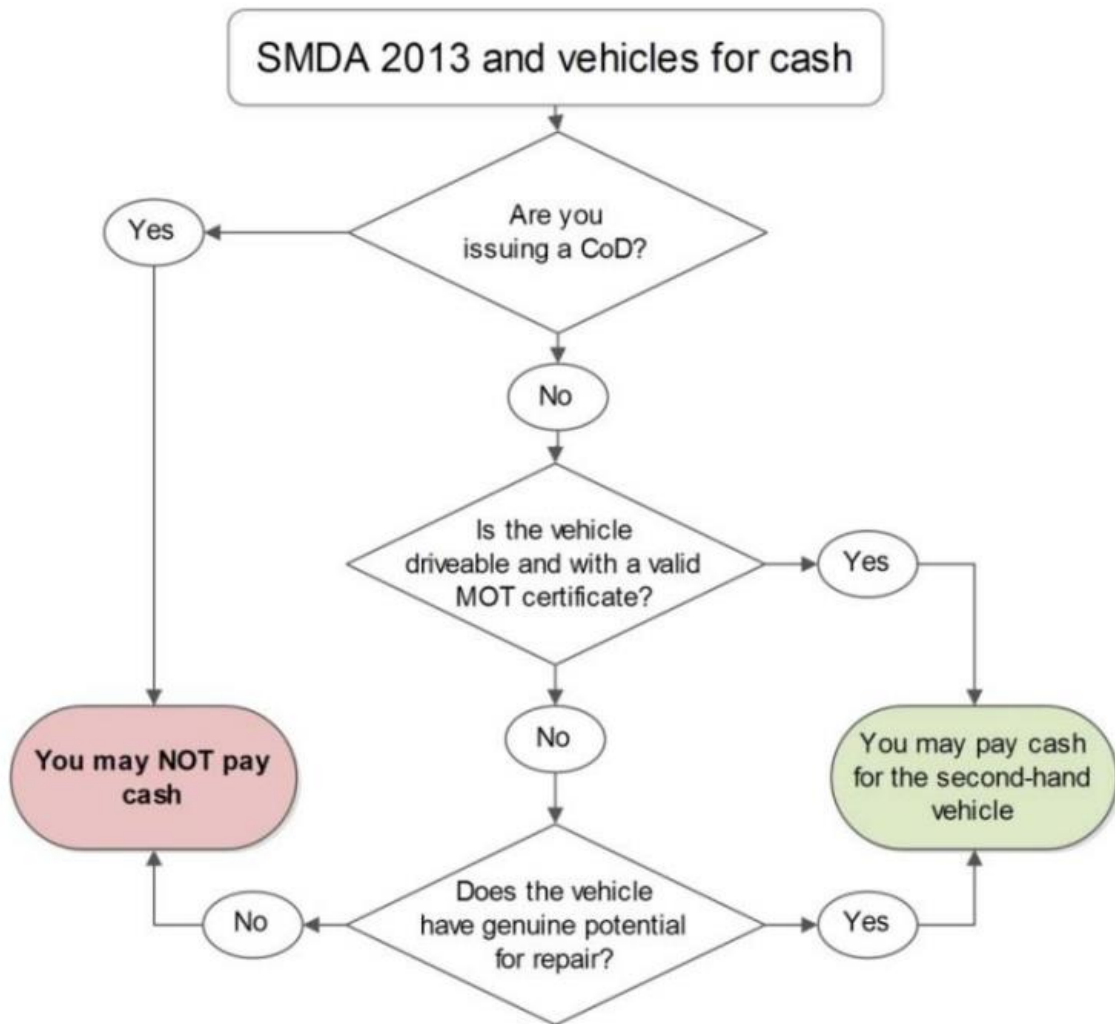 SMDA 2013 and vehicles for cash
Are you
issuing a CoD?
Yes
No
Is the vehicle
driveable and with a valid
MOT certificate?
Yes
No
You may NOT pay
cash
You may pay cash
for the second-hand
vehicle
Does the vehicle
have genuine potential
for repair?
No
Yes